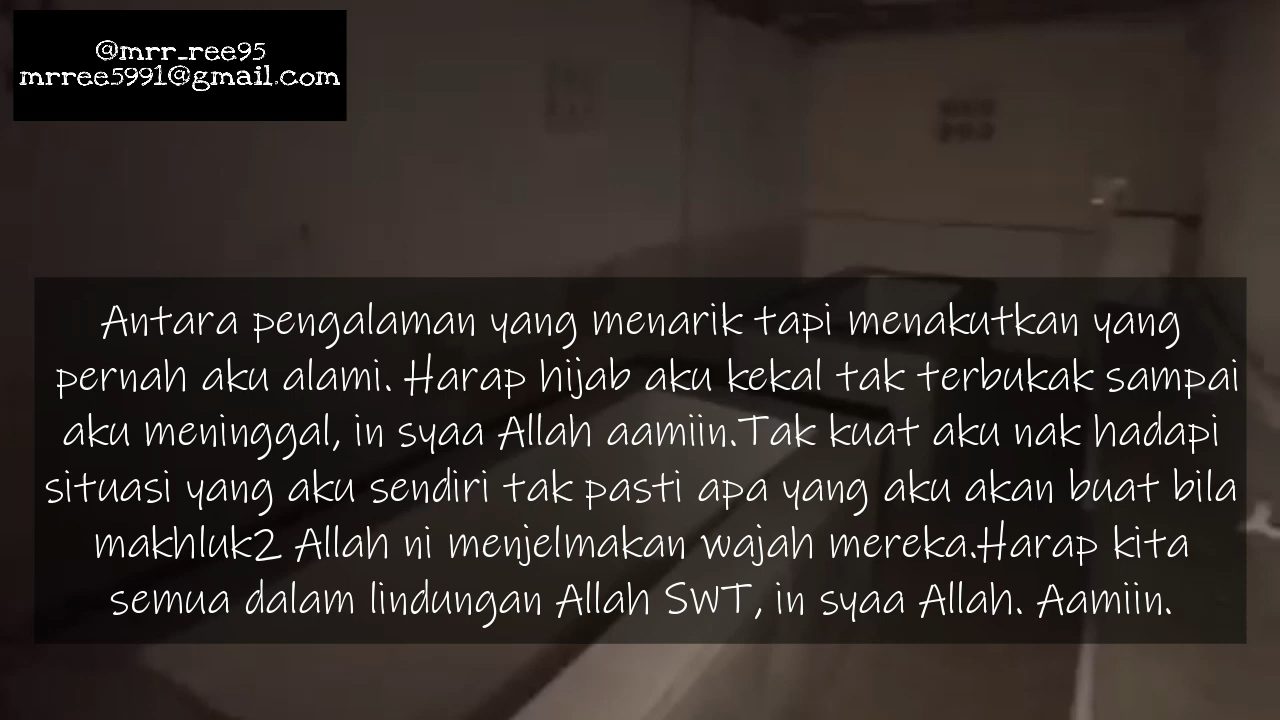 @mrr_ree95
mrree5991@gmail.com
Antara pengalaman yang menarik tapi menakutkan yang
pernah aku alami. Harap hijab aku kekal tak terbukak sampai
aku meninggal, in syaa Allah aamiin.Tak kuat aku nak hadapi
situasi yang aku sendiri tak pasti apa yang aku akan buat bila
makhluk2 Allah ni menjelmakan wajah mereka.Harap kita
semua dalam lindungan Allah SWT, in syaa Allah. Aamiin.